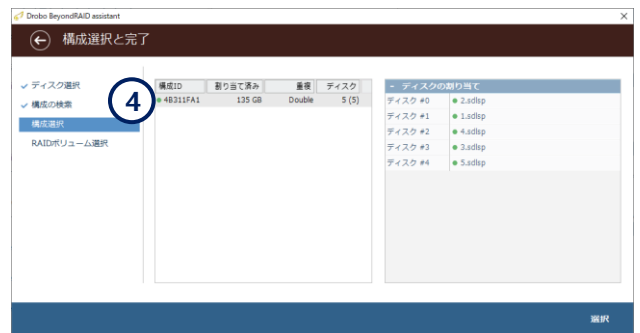 Drobo BeyondRAID assistant
構成選択と完了
ディスク選択
構成の検索
構成選択
RAIDボリューム選択
4
構成ID 割り当て済み 重複 ディスク
4B311FA1 135 GB Double 5 (5)
- ディスクの割り当て
ディスク #0 2.sdlsp
ディスク #1 1.sdlsp
ディスク #2 4.sdlsp
ディスク #3 3.sdlsp
ディスク #4 5.sdlsp
選択